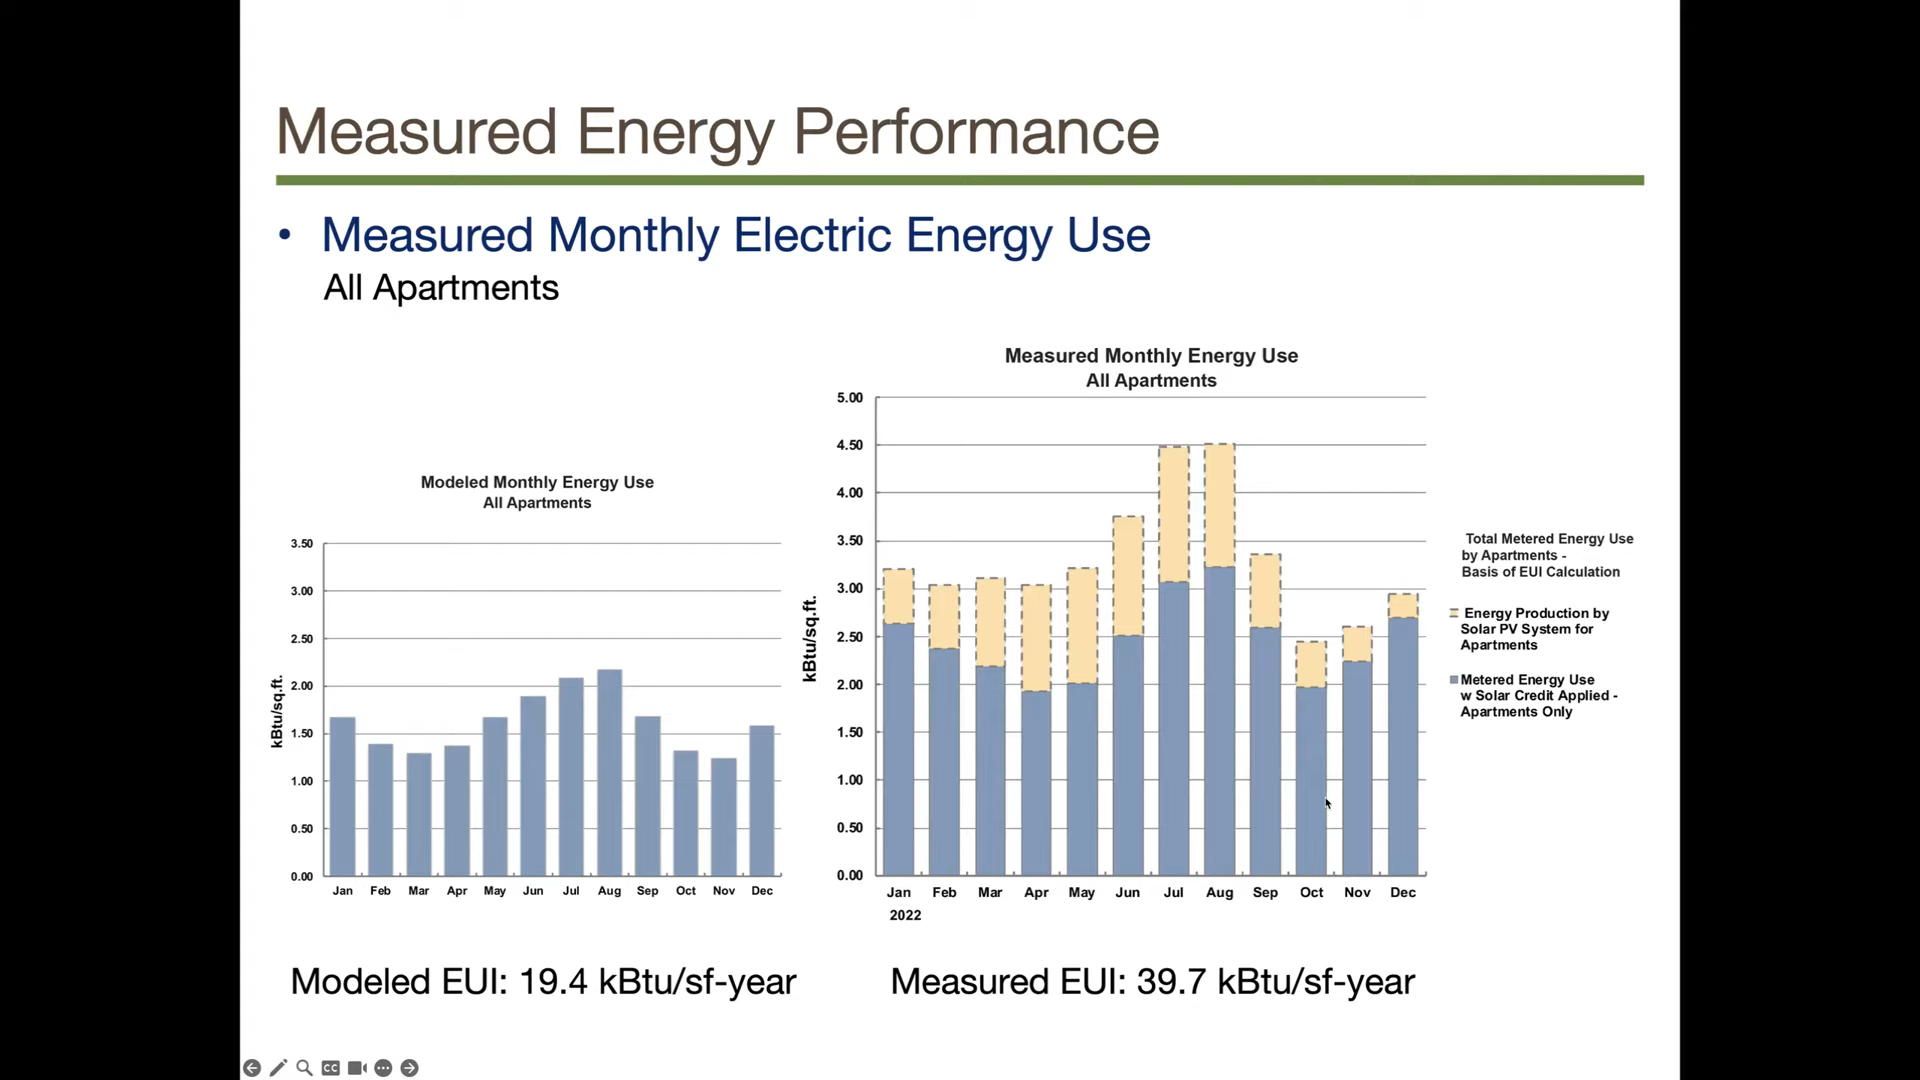 Measured Energy Performance
• Measured Monthly Electric Energy Use
All Apartments
Modeled Monthly Energy Use
All Apartments
kBtu/sq.ft.
3.50
3.00
2.50
2.00
1.50
1.00
0.50
0.00
Jan Feb Mar Apr May Jun Jul Aug Sep Oct Nov Dec
Modeled EUI: 19.4 kBtu/sf-year
Measured Monthly Energy Use
All Apartments
kBtu/sq.ft.
5.00
4.50
4.00
3.50
3.00
2.50
2.00
1.50
1.00
0.50
0.00
Jan Feb Mar Apr May Jun Jul Aug Sep Oct Nov Dec
2022
Total Metered Energy Use
by Apartments -
Basis of EUI Calculation
Energy Production by
Solar PV System for
Apartments
Metered Energy Use
w Solar Credit Applied -
Apartments Only
Measured EUI: 39.7 kBtu/sf-year
CC